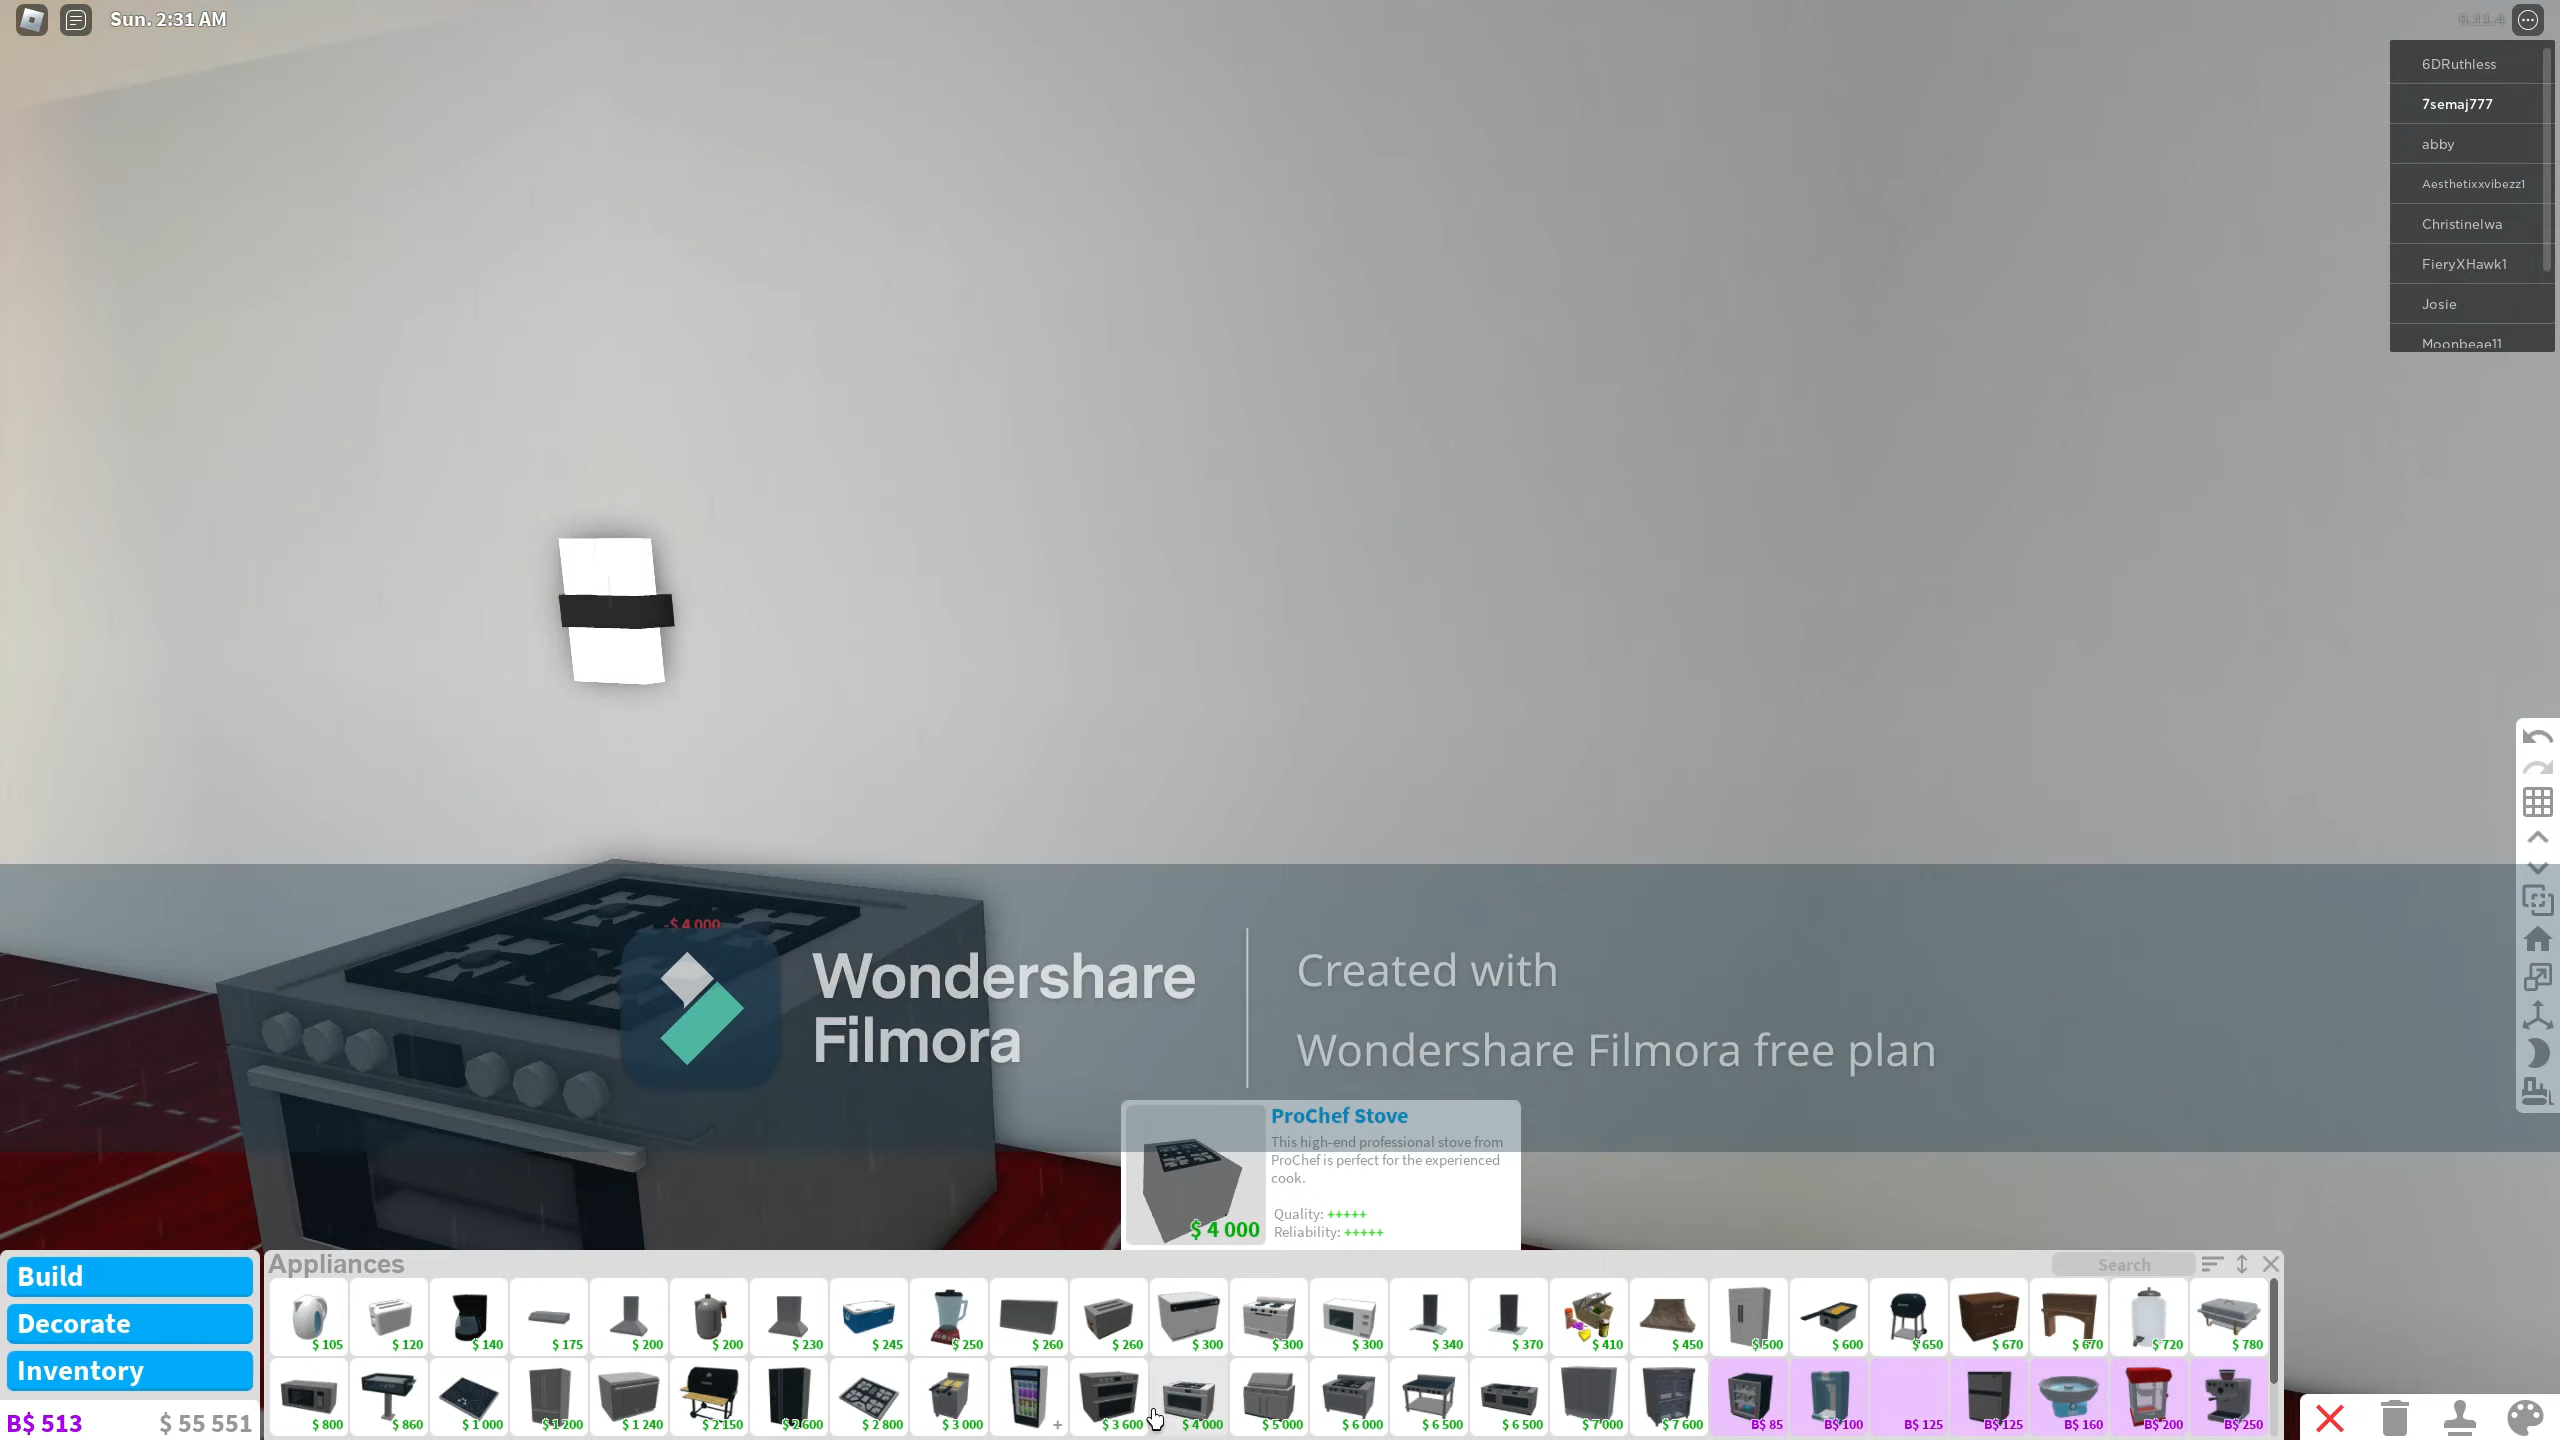 Sun. 2:31 AM
6DRuthless
7semaj777
abby
Aesthetixxvibezz1
Christinelwa
FieryXHawk1
Josie
Moonbeae11
-$ 4 000
Wondershare
Filmora
Created with
Wondershare Filmora free plan
ProChef Stove
This high-end professional stove from
ProChef is perfect for the experienced
cook.
Quality: +++++
Reliability: +++++
$ 4 000
Build
Decorate
Inventory
B$ 513 $ 55 551
Appliances
Search
$ 105 $ 120 $ 140 $ 175 $ 200 $ 200 $ 230 $ 245 $ 250 $ 260 $ 260 $ 300 $ 300 $ 300 $ 340 $ 370 $ 410 $ 450 $ 500 $ 600 $ 650 $ 670 $ 670 $ 720 $ 780
$ 800 $ 860 $ 1 000 $ 1 200 $ 1 240 $ 2 150 $ 2 600 $ 2 800 $ 3 000 + $ 3 600 $ 4 000 $ 5 000 $ 6 000 $ 6 500 $ 6 500 $ 7 000 $ 7 600 B$ 85 B$ 100 B$ 125 B$ 125 B$ 160 B$ 200 B$ 250